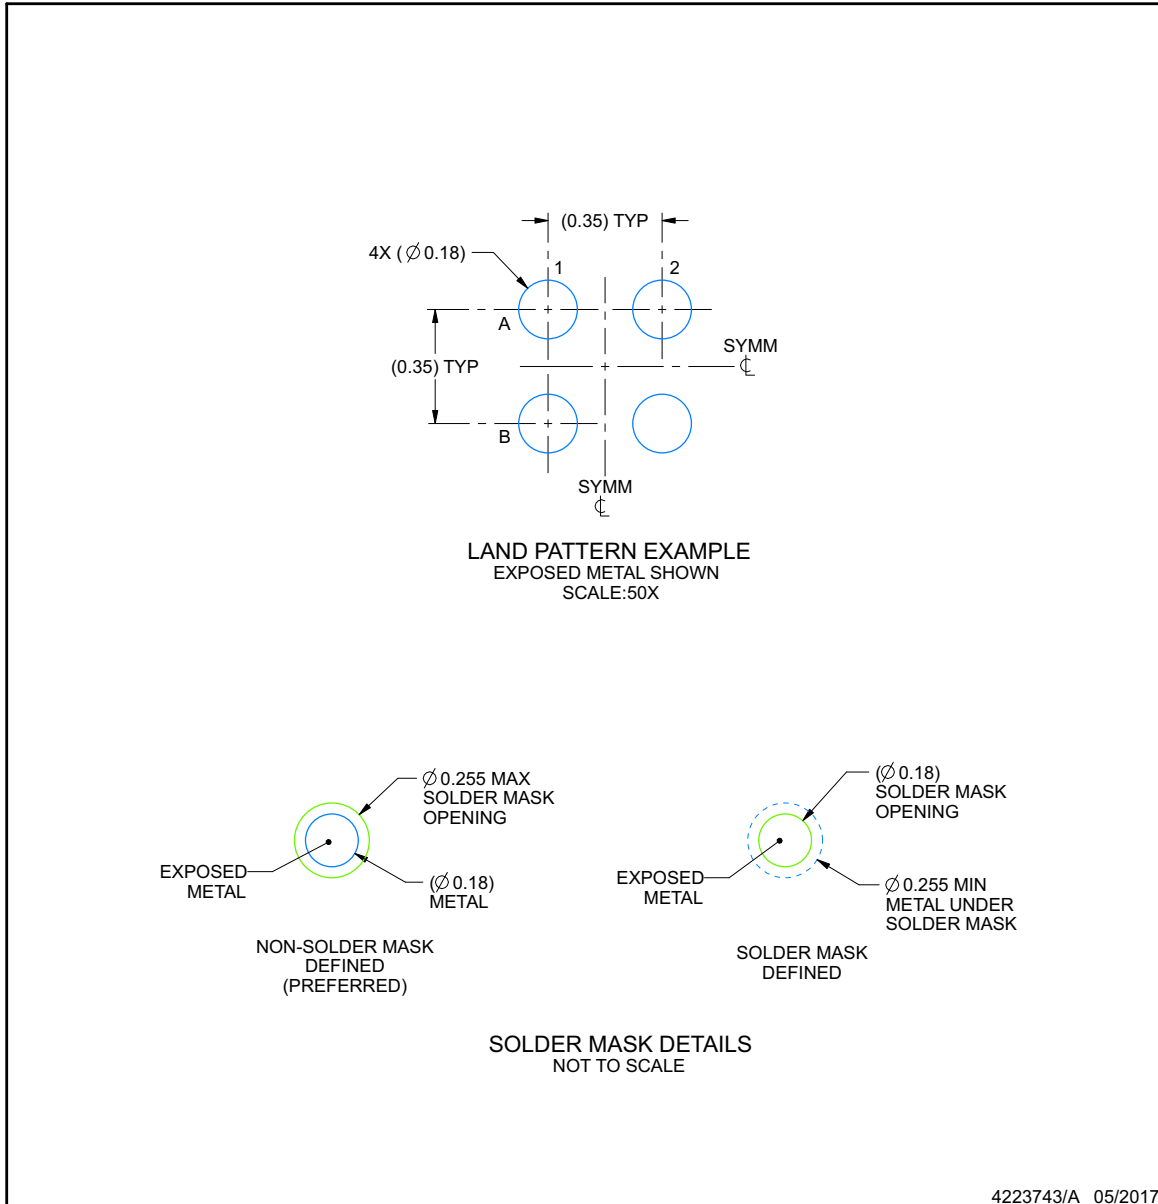 (0.35) TYP
4X ( ∅ 0.18)
1
2
A
SYMM
℄
(0.35) TYP
B
SYMM
℄
LAND PATTERN EXAMPLE
EXPOSED METAL SHOWN
SCALE:50X
∅ 0.255 MAX
SOLDER MASK
OPENING
EXPOSED
METAL
(∅ 0.18)
METAL
NON-SOLDER MASK
DEFINED
(PREFERRED)
(∅ 0.18)
SOLDER MASK
OPENING
EXPOSED
METAL
∅ 0.255 MIN
METAL UNDER
SOLDER MASK
SOLDER MASK
DEFINED
SOLDER MASK DETAILS
NOT TO SCALE
4223743/A 05/2017